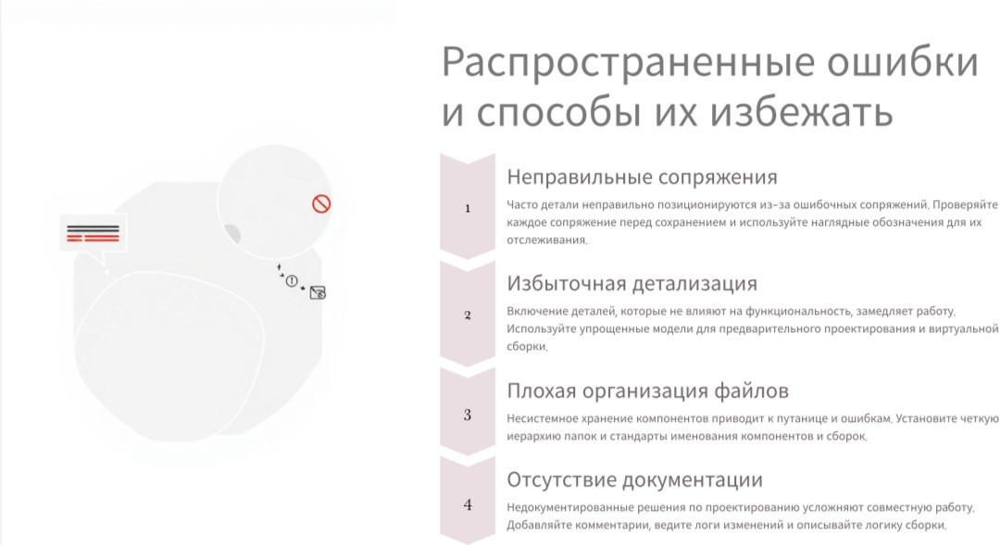 Распространенные ошибки
и способы их избежать
1
Неправильные сопряжения
Часто детали неправильно позиционируются из-за ошибочных сопряжений. Проверяйте
каждое сопряжение перед сохранением и используйте наглядные обозначения для их
отслеживания.
2
Избыточная детализация
Включение деталей, которые не влияют на функциональность, замедляет работу.
Используйте упрощенные модели для предварительного проектирования и виртуальной
сборки.
3
Плохая организация файлов
Несистемное хранение компонентов приводит к путанице и ошибкам. Установите четкую
иерархию папок и стандарты именования компонентов и сборок.
4
Отсутствие документации
Недокументированные решения по проектированию усложняют совместную работу.
Добавляйте комментарии, ведите логи изменений и описывайте логику сборки.